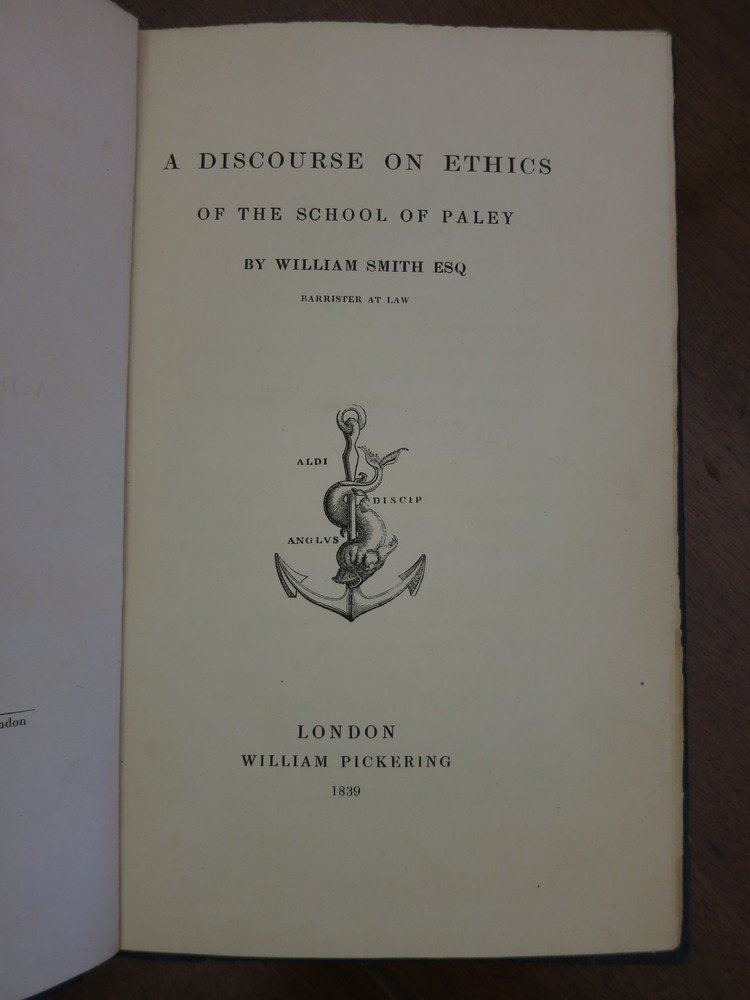 A DISCOURSE ON ETHICS
OF THE SCHOOL OF PALEY
BY WILLIAM SMITH ESQ
BARRISTER AT LAW
ALDI
DISCIP
ANGLVS
LONDON
WILLIAM PICKERING
1839